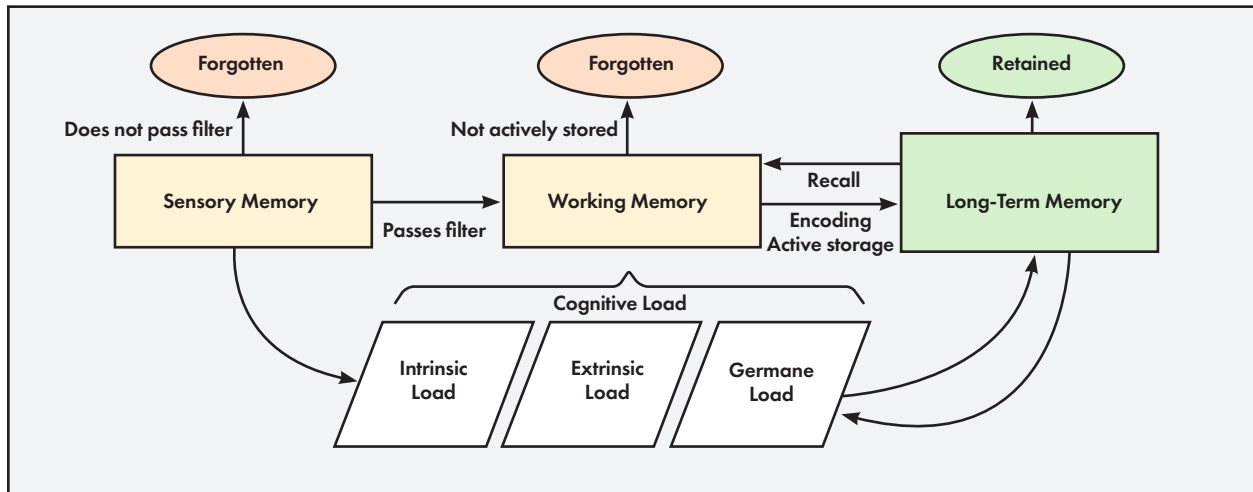 Forgotten
Forgotten
Retained
Does not pass filter
Not actively stored
Sensory Memory
Passes filter
Working Memory
Recall
Encoding
Active storage
Long-Term Memory
Cognitive Load
Intrinsic
Load
Extrinsic
Load
Germane
Load